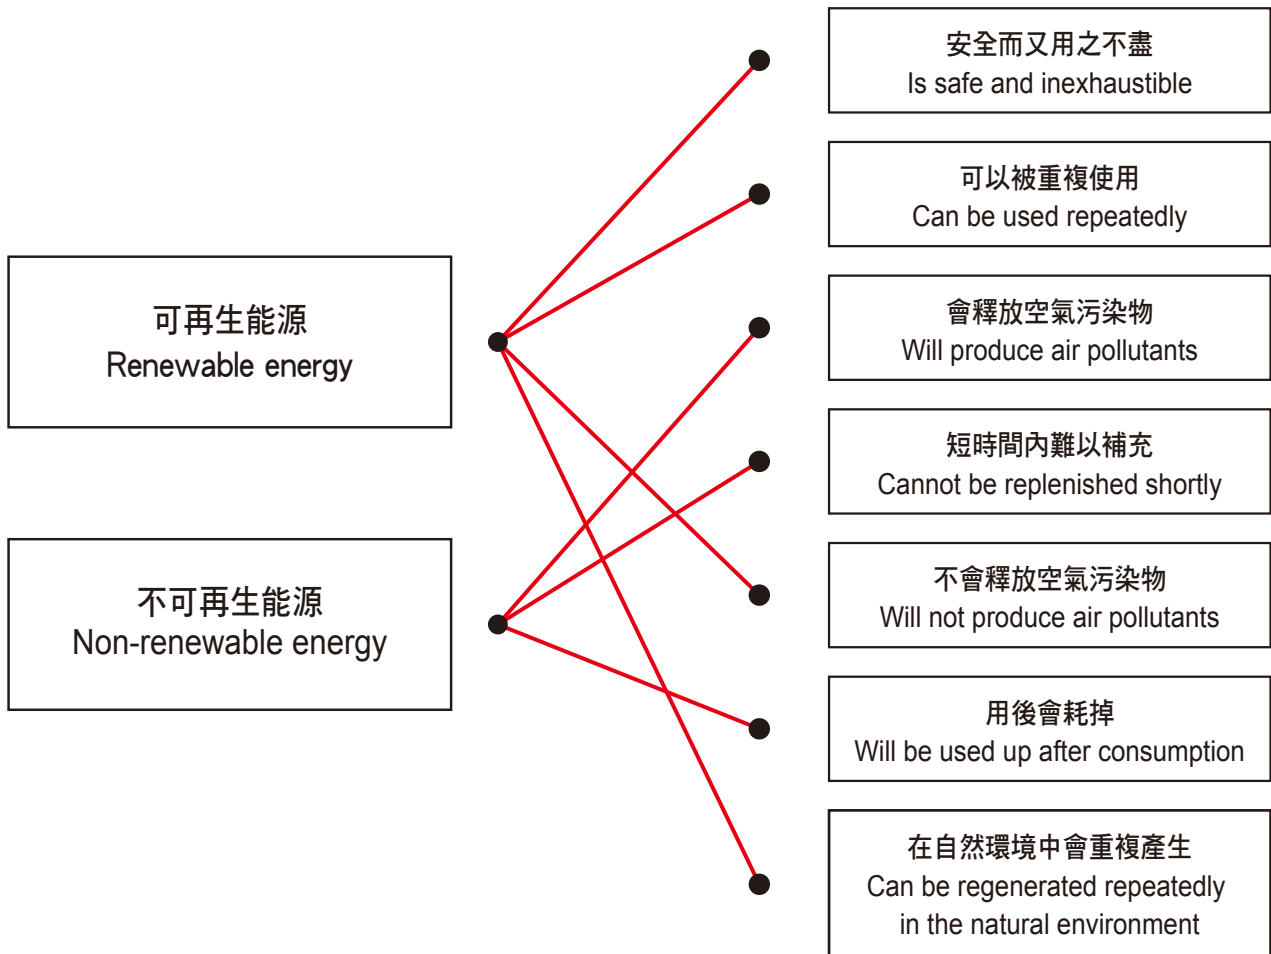 可再生能源
Renewable energy
不可再生能源
Non-renewable energy
安全而又用之不盡
Is safe and inexhaustible
可以被重複使用
Can be used repeatedly
會釋放空氣污染物
Will produce air pollutants
短時間內難以補充
Cannot be replenished shortly
不會釋放空氣污染物
Will not produce air pollutants
用後會耗掉
Will be used up after consumption
在自然環境中會重複產生
Can be regenerated repeatedly
in the natural environment